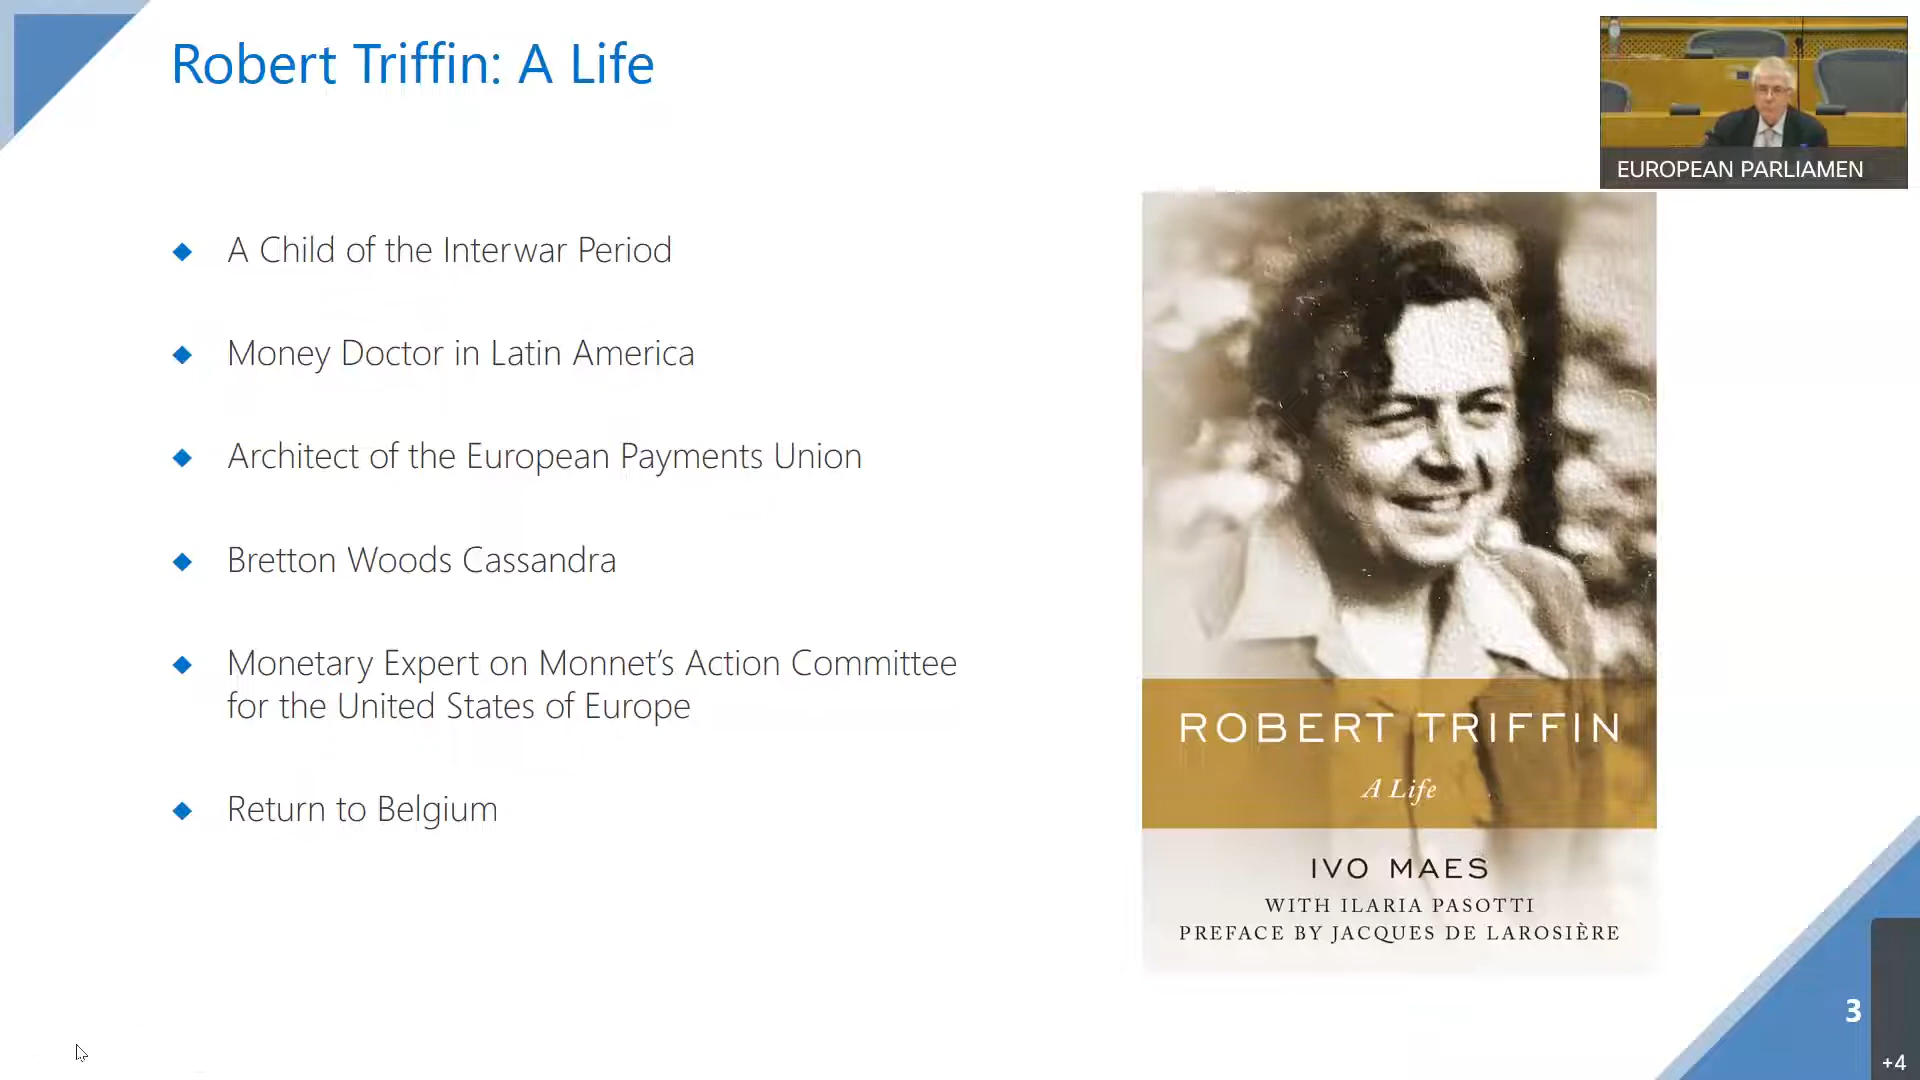 Robert Triffin: A Life
EUROPEAN PARLIAMEN
A Child of the Interwar Period
Money Doctor in Latin America
Architect of the European Payments Union
Bretton Woods Cassandra
Monetary Expert on Monnet's Action Committee
for the United States of Europe
Return to Belgium
ROBERT TRIFFIN
A Life
IVO MAES
WITH ILARIA PASOTTI
PREFACE BY JACQUES DE LAROSIÈRE
3
+4